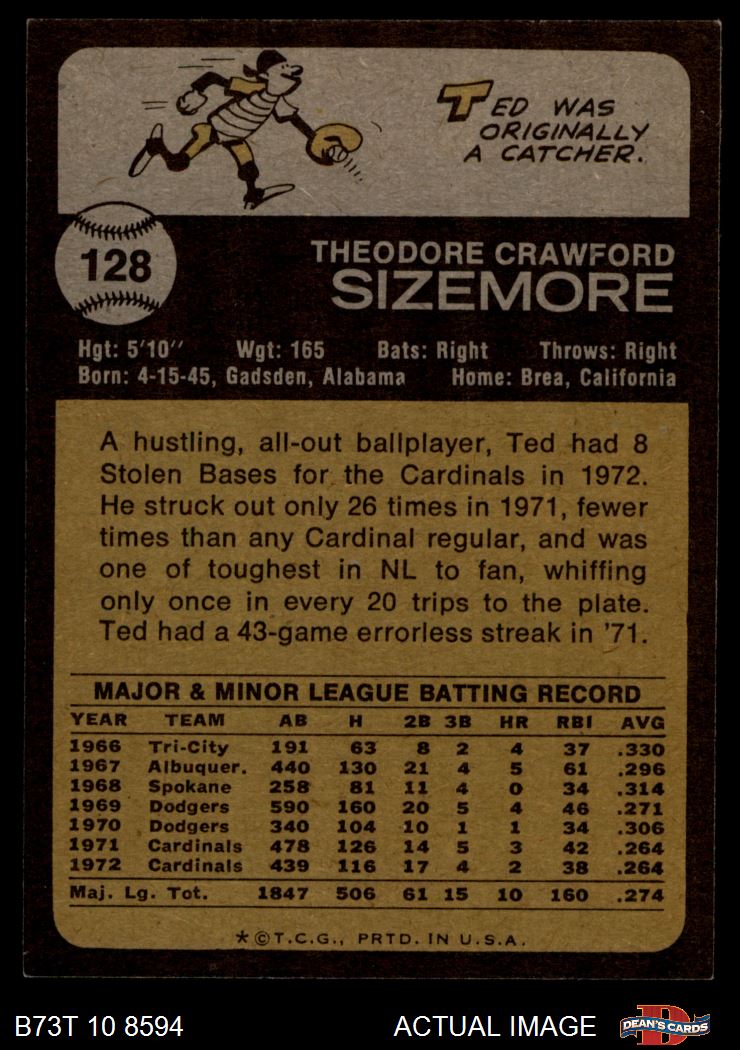 TED WAS
ORIGINALLY
A CATCHER.
128
THEODORE CRAWFORD
SIZEMORE
Hgt: 5'10" Wgt: 165 Bats: Right Throws: Right
Born: 4-15-45, Gadsden, Alabama Home: Brea, California
A hustling, all-out ballplayer, Ted had 8
Stolen Bases for the Cardinals in 1972.
He struck out only 26 times in 1971, fewer
times than any Cardinal regular, and was
one of toughest in NL to fan, whiffing
only once in every 20 trips to the plate.
Ted had a 43-game errorless streak in '71.
MAJOR & MINOR LEAGUE BATTING RECORD
YEAR TEAM AB H 2B 3B HR RBI AVG
1966 Tri-City 191 63 8 2 4 37 .330
1967 Albuquer. 440 130 21 4 5 61 .296
1968 Spokane 258 81 11 4 0 34 .314
1969 Dodgers 590 160 20 5 4 46 .271
1970 Dodgers 340 104 10 1 1 34 .306
1971 Cardinals 478 126 14 5 3 42 .264
1972 Cardinals 439 116 17 4 2 38 .264
Maj. Lg. Tot. 1847 506 61 15 10 160 .274
*©T.C.G., PRTD. IN U.S.A.
B73T 10 8594 ACTUAL IMAGE DEAN'S CARDS